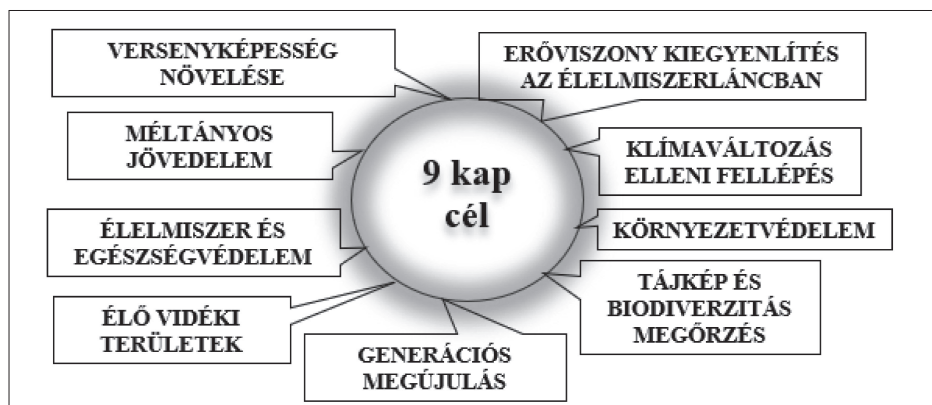 VERSENYKÉPESSÉG
NÖVELÉSE
ERŐVISZONY KIEGYENLÍTÉS
AZ ÉLELMISZERLÁNCBAN
MÉLTÁNYOS
JÖVEDELEM
KLÍMAVÁLTOZÁS
ELLENI FELLÉPÉS
9 kap
cél
ÉLELMISZER ÉS
EGÉSZSÉGVÉDELEM
KÖRNYEZETVÉDELEM
ÉLŐ VIDÉKI
TERÜLETEK
TÁJKÉP ÉS
BIODIVERZITÁS
MEGŐRZÉS
GENERÁCIÓS
MEGÚJULÁS